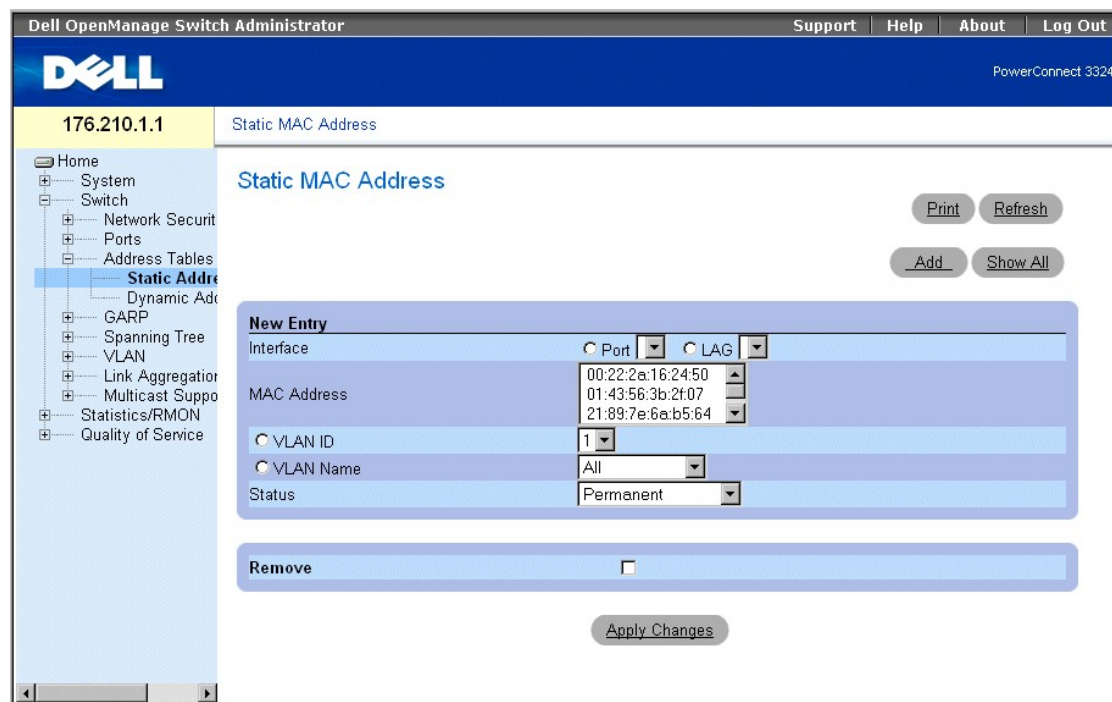 Dell OpenManage Switch Administrator Support Help About Log Out
DELL
PowerConnect 3324
176.210.1.1
Static MAC Address
Home
System
Switch
Network Securit
Ports
Address Tables
Static Addre
Dynamic Add
GARP
Spanning Tree
VLAN
Link Aggregation
Multicast Suppo
Statistics/RMON
Quality of Service
Static MAC Address
Print Refresh
Add Show All
New Entry
Interface Port LAG
MAC Address
00:22:2a:16:24:50
01:43:56:3b:2f:07
21:89:7e:6a:b5:64
VLAN ID 1
VLAN Name All
Status Permanent
Remove
Apply Changes